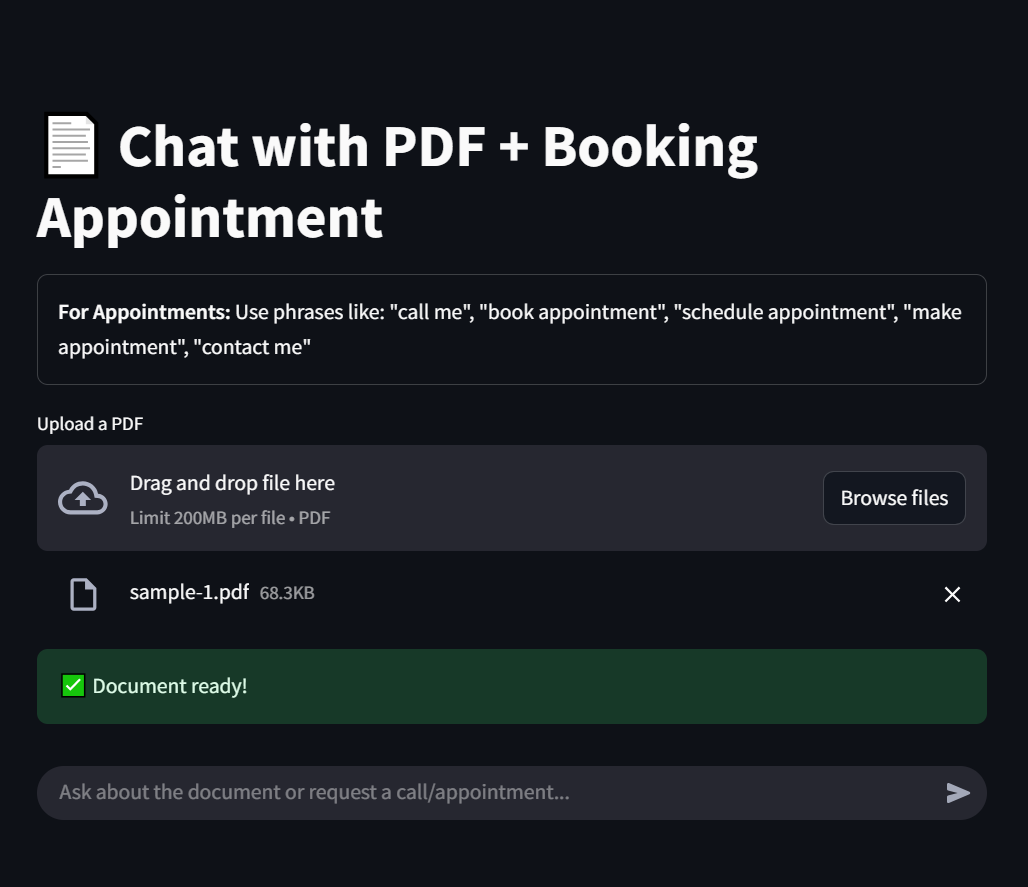 Chat with PDF + Booking
Appointment
For Appointments: Use phrases like: "call me", "book appointment", "schedule appointment", "make
appointment", "contact me"
Upload a PDF
Drag and drop file here
Limit 200MB per file • PDF
Browse files
sample-1.pdf 68.3KB
Document ready!
Ask about the document or request a call/appointment...